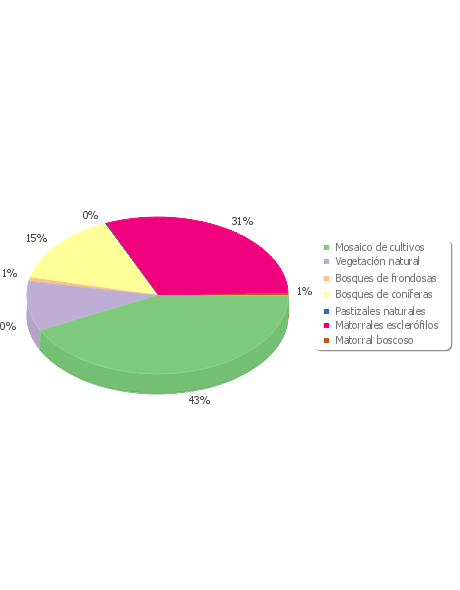 0%
31%
15%
Mosaico de cultivos
Vegetación natural
1%
Bosques de frondosas
1%
Bosques de coníferas
Pastizales naturales
0%
Matorrales esclerófilos
Matorral boscoso
43%